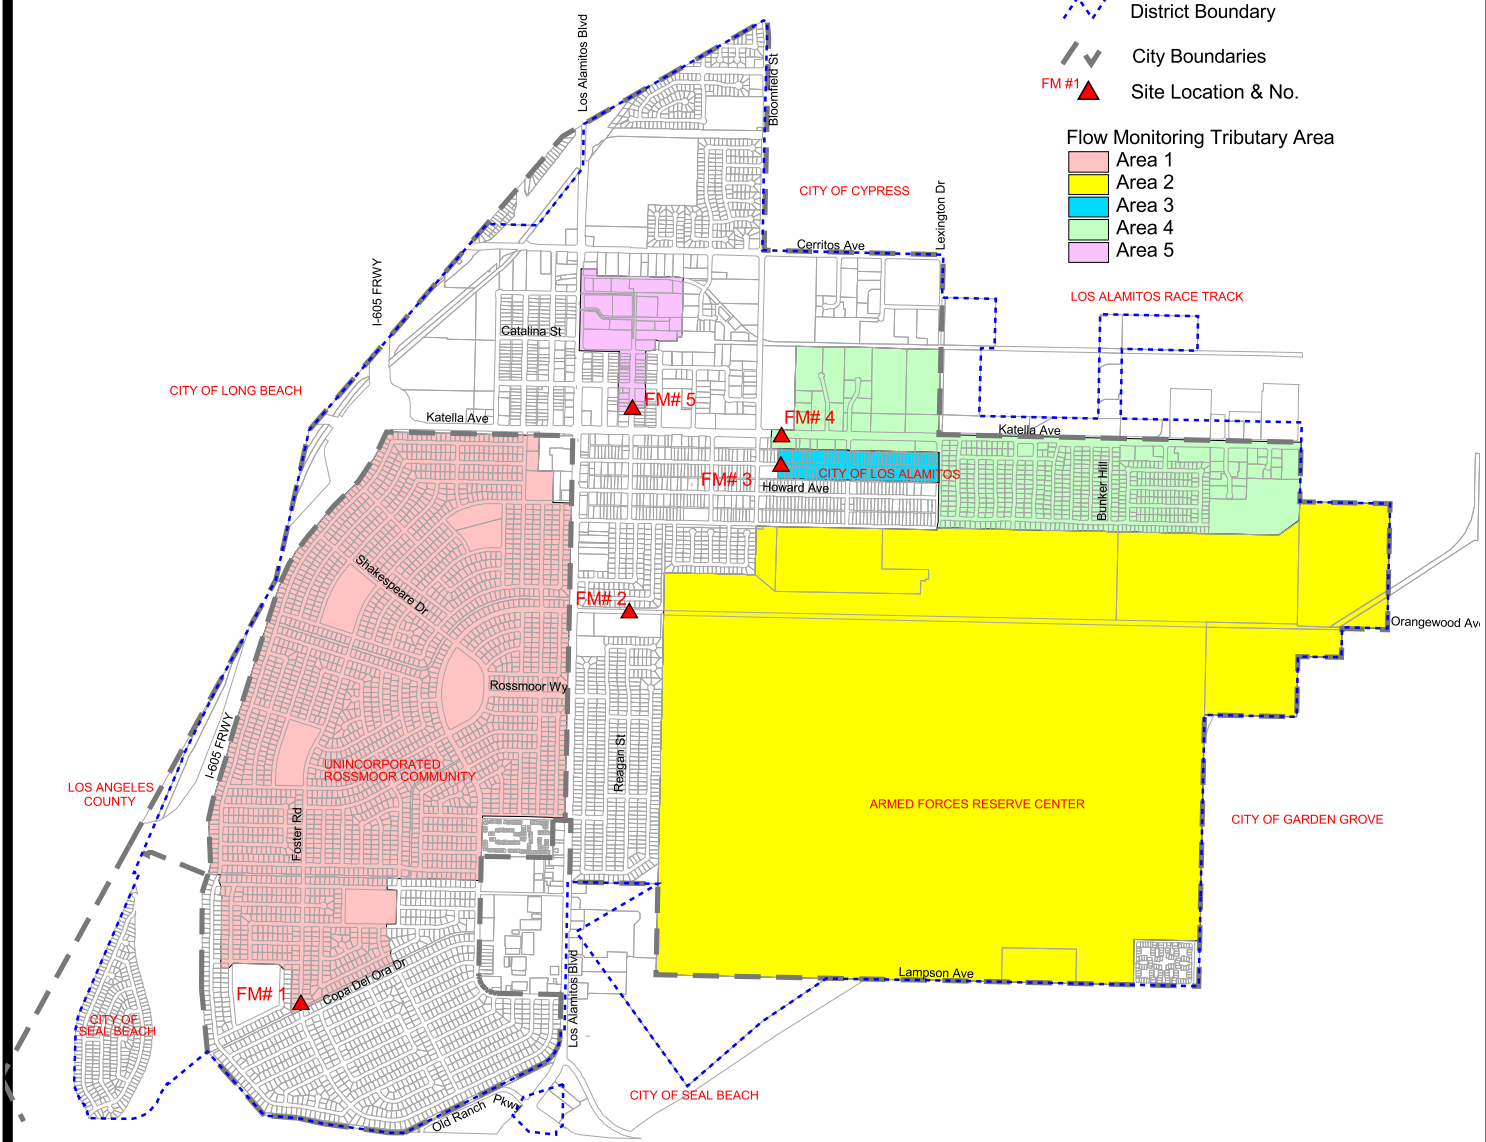 District Boundary
City Boundaries
FM #1
Site Location & No.
Flow Monitoring Tributary Area
Area 1
Area 2
Area 3
Area 4
Area 5
Los Alamitos Blvd
Bloomfield St
CITY OF CYPRESS
Lexington Dr
Cerritos Ave
I-605 FRWY
LOS ALAMITOS RACE TRACK
Catalina St
CITY OF LONG BEACH
FM# 5
Katella Ave
FM# 4
Katella Ave
FM# 3
CITY OF LOS ALAMITOS
Howard Ave
Bunker Hill
Shakespeare Dr
FM# 2
Orangewood Av
Rossmoor Wy
I-605 FRWY
Reagan St
UNINCORPORATED
ROSSMOOR COMMUNITY
LOS ANGELES
COUNTY
ARMED FORCES RESERVE CENTER
CITY OF GARDEN GROVE
Foster Rd
Lampson Ave
Copa Del Ora Dr
FM# 1
Los Alamitos Blvd
CITY OF
SEAL BEACH
CITY OF SEAL BEACH
Old Ranch Pkwy